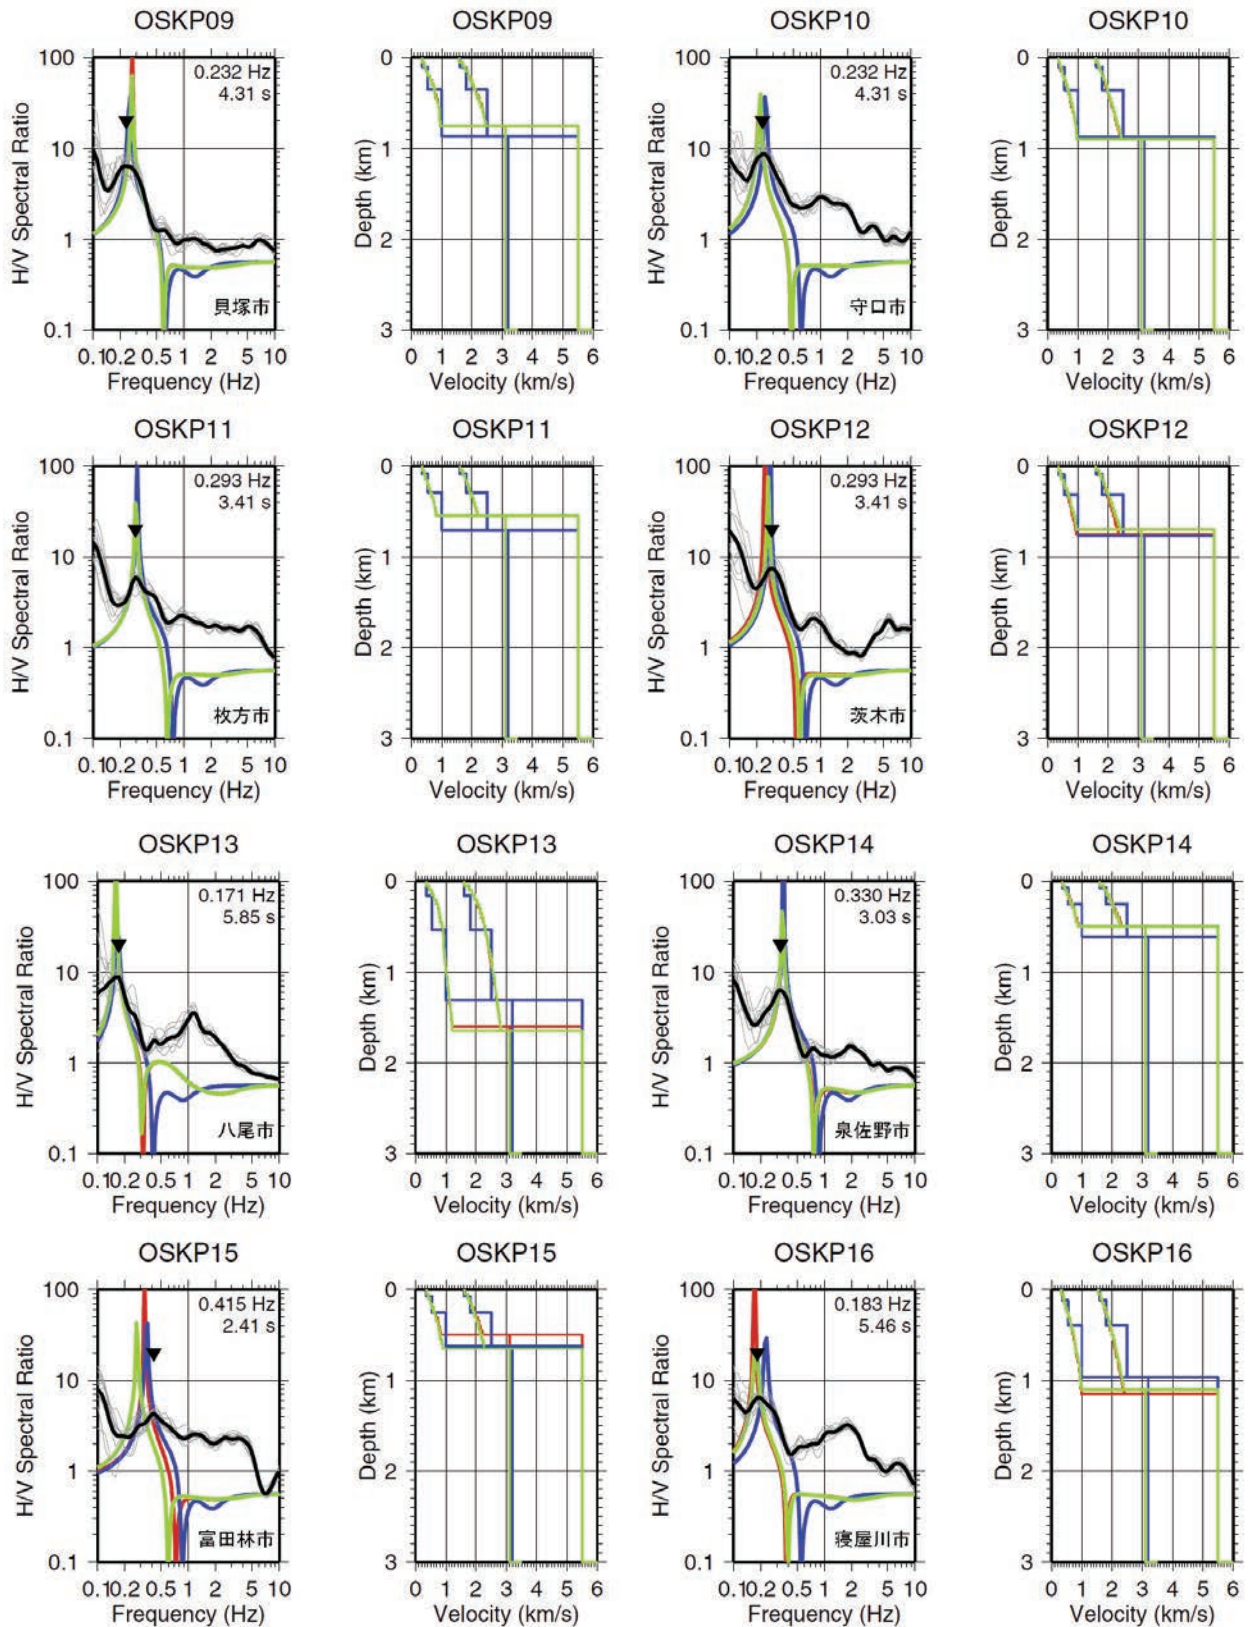 OSKP09 OSKP09 OSKP10 OSKP10
H/V Spectral Ratio
100
10
1
0.1
0.232 Hz
4.31 s
貝塚市
0.1 0.2 0.5 1 2 5 10
Frequency (Hz)
Depth (km)
0
1
2
3
0 1 2 3 4 5 6
Velocity (km/s)
H/V Spectral Ratio
100
10
1
0.1
0.232 Hz
4.31 s
守口市
0.1 0.2 0.5 1 2 5 10
Frequency (Hz)
Depth (km)
0
1
2
3
0 1 2 3 4 5 6
Velocity (km/s)
OSKP11 OSKP11 OSKP12 OSKP12
H/V Spectral Ratio
100
10
1
0.1
0.293 Hz
3.41 s
枚方市
0.1 0.2 0.5 1 2 5 10
Frequency (Hz)
Depth (km)
0
1
2
3
0 1 2 3 4 5 6
Velocity (km/s)
H/V Spectral Ratio
100
10
1
0.1
0.293 Hz
3.41 s
茨木市
0.1 0.2 0.5 1 2 5 10
Frequency (Hz)
Depth (km)
0
1
2
3
0 1 2 3 4 5 6
Velocity (km/s)
OSKP13 OSKP13 OSKP14 OSKP14
H/V Spectral Ratio
100
10
1
0.1
0.171 Hz
5.85 s
八尾市
0.1 0.2 0.5 1 2 5 10
Frequency (Hz)
Depth (km)
0
1
2
3
0 1 2 3 4 5 6
Velocity (km/s)
H/V Spectral Ratio
100
10
1
0.1
0.330 Hz
3.03 s
泉佐野市
0.1 0.2 0.5 1 2 5 10
Frequency (Hz)
Depth (km)
0
1
2
3
0 1 2 3 4 5 6
Velocity (km/s)
OSKP15 OSKP15 OSKP16 OSKP16
H/V Spectral Ratio
100
10
1
0.1
0.415 Hz
2.41 s
富田林市
0.1 0.2 0.5 1 2 5 10
Frequency (Hz)
Depth (km)
0
1
2
3
0 1 2 3 4 5 6
Velocity (km/s)
H/V Spectral Ratio
100
10
1
0.1
0.183 Hz
5.46 s
寝屋川市
0.1 0.2 0.5 1 2 5 10
Frequency (Hz)
Depth (km)
0
1
2
3
0 1 2 3 4 5 6
Velocity (km/s)